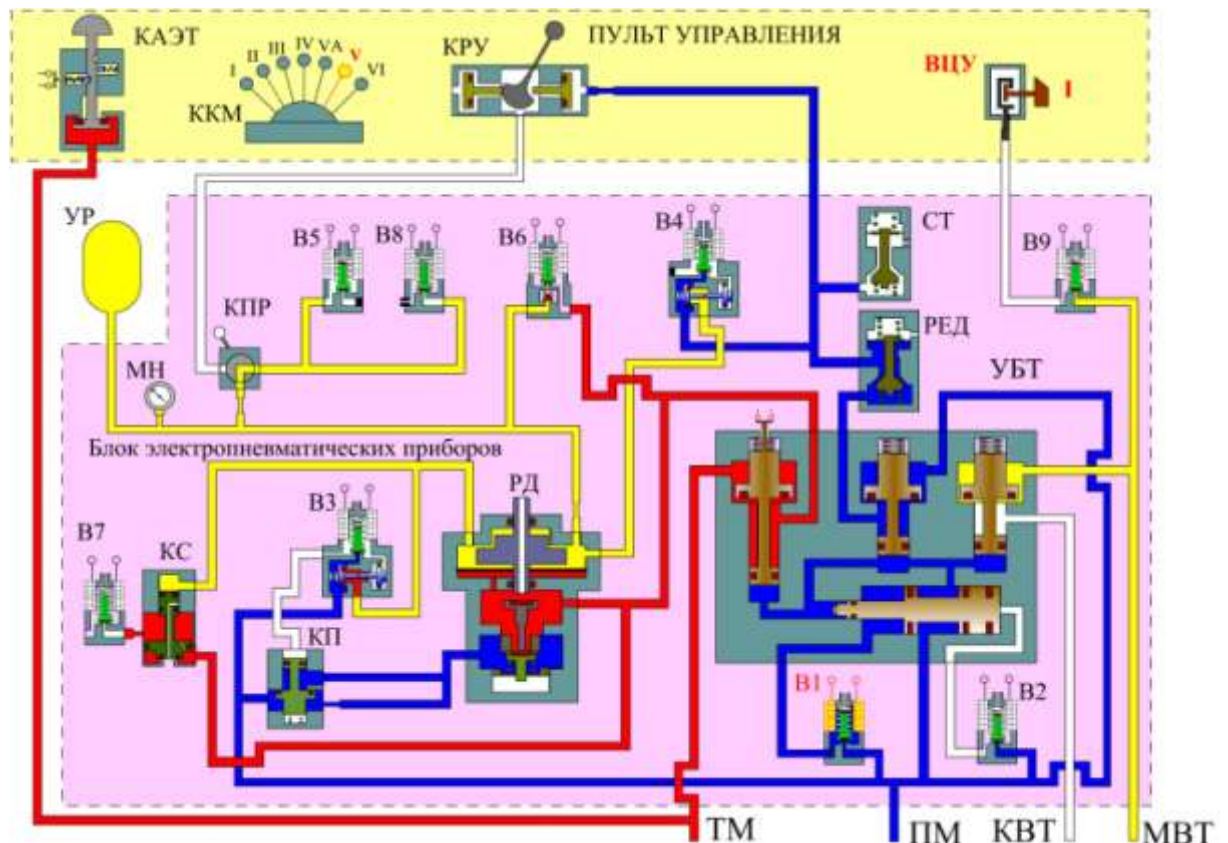 КАЭТ
I II III IV VA V VI
ККМ
КРУ
ПУЛЬТ УПРАВЛЕНИЯ
ВЦУ
I
УР
В5
В8
В6
В4
СТ
В9
КПР
РЕД
МН
УБТ
Блок электропневматических приборов
РД
В3
В7
КС
КП
В1
В2
ТМ
ПМ
КВТ
МВТ